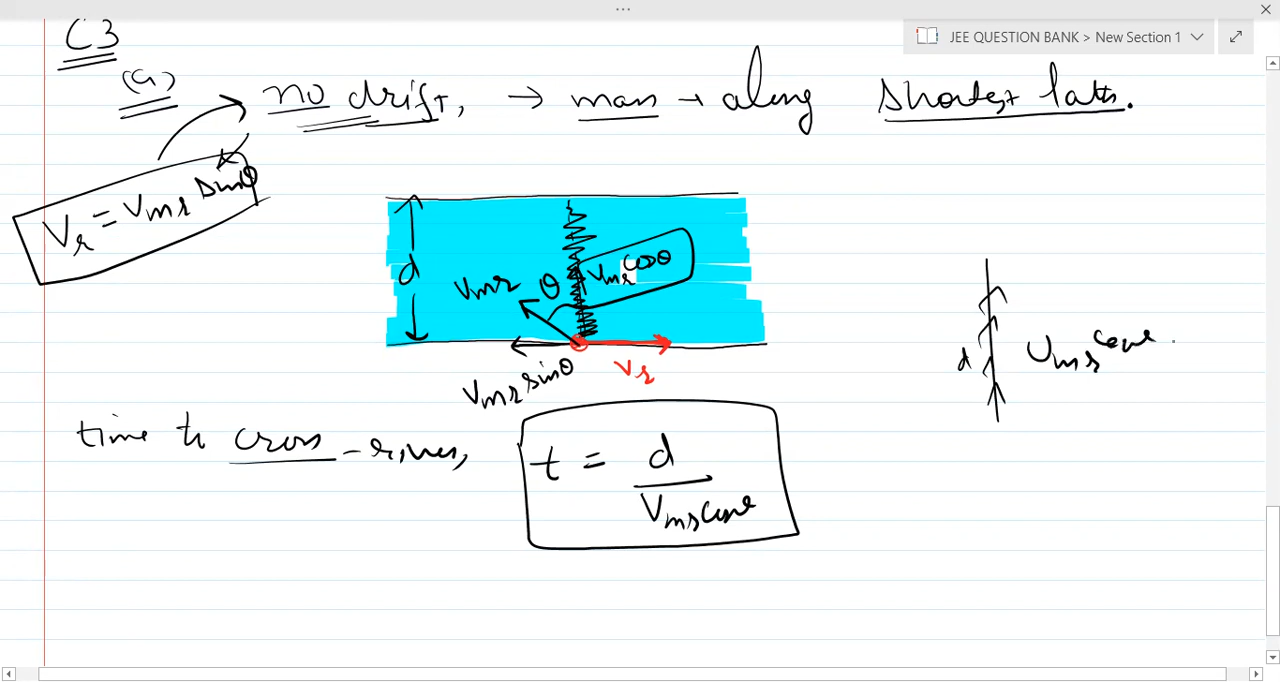 ...
JEE QUESTION BANK > New Section 1
C3
(a)
no drift, → man → along shortest path.
Vr = Vmr sinθ
d
Vmr θ Vmr cosθ
Vmr sinθ
Vr
d Vmr cosθ
time to cross river,
t = d / Vmr cosθ